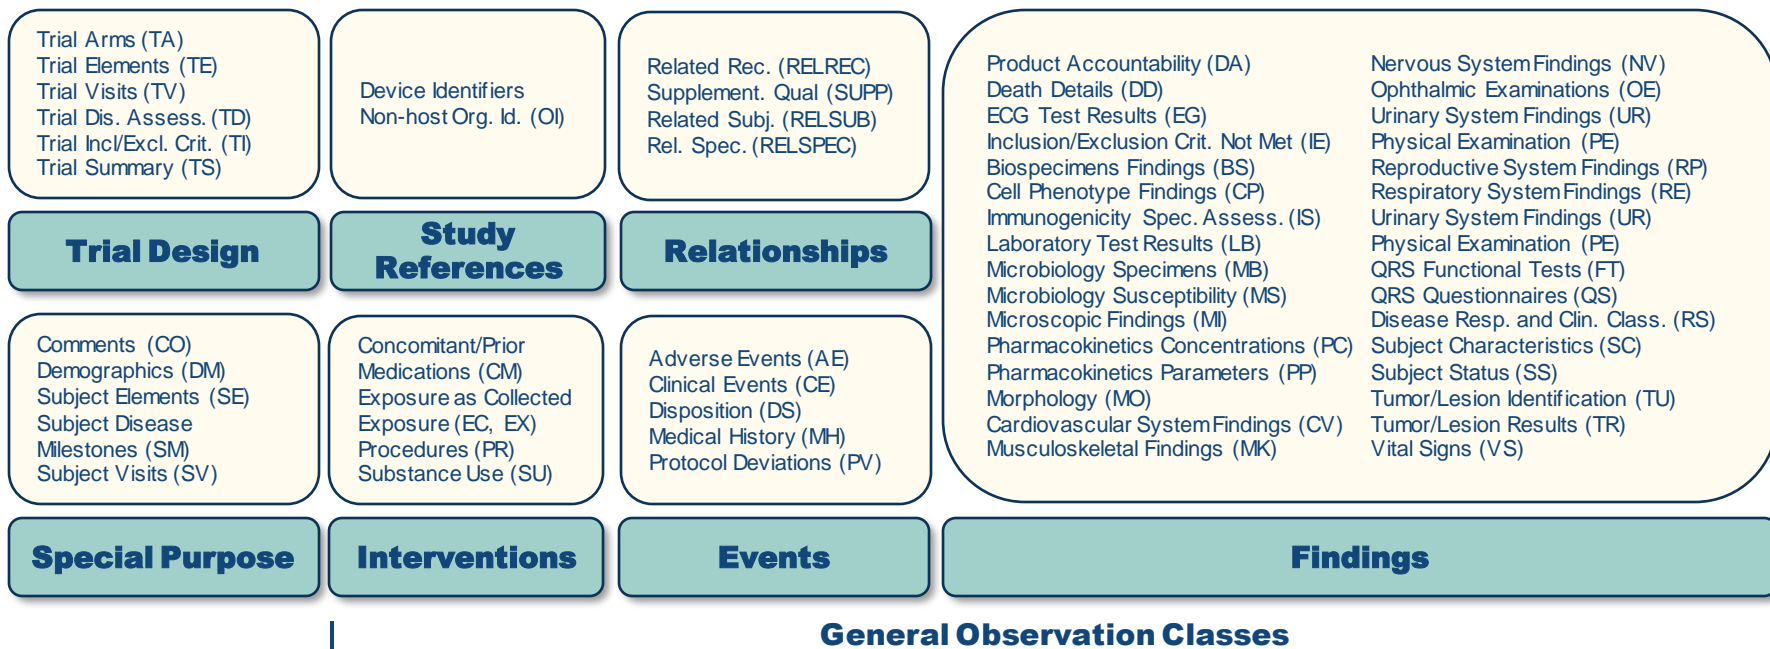 Trial Arms (TA)
Trial Elements (TE)
Trial Visits (TV)
Trial Dis. Assess. (TD)
Trial Incl/Excl. Crit. (TI)
Trial Summary (TS)
Trial Design
Device Identifiers
Non-host Org. Id. (OI)
Study
References
Related Rec. (RELREC)
Supplement. Qual (SUPP)
Related Subj. (RELSUB)
Rel. Spec. (RELSPEC)
Relationships
Comments (CO)
Demographics (DM)
Subject Elements (SE)
Subject Disease
Milestones (SM)
Subject Visits (SV)
Special Purpose
Concomitant/Prior
Medications (CM)
Exposure as Collected
Exposure (EC, EX)
Procedures (PR)
Substance Use (SU)
Interventions
Adverse Events (AE)
Clinical Events (CE)
Disposition (DS)
Medical History (MH)
Protocol Deviations (PV)
Events
Product Accountability (DA)
Death Details (DD)
ECG Test Results (EG)
Inclusion/Exclusion Crit. Not Met (IE)
Biospecimens Findings (BS)
Cell Phenotype Findings (CP)
Immunogenicity Spec. Assess. (IS)
Laboratory Test Results (LB)
Microbiology Specimens (MB)
Microbiology Susceptibility (MS)
Microscopic Findings (MI)
Pharmacokinetics Concentrations (PC)
Pharmacokinetics Parameters (PP)
Morphology (MO)
Cardiovascular System Findings (CV)
Musculoskeletal Findings (MK)
Nervous System Findings (NV)
Ophthalmic Examinations (OE)
Urinary System Findings (UR)
Physical Examination (PE)
Reproductive System Findings (RP)
Respiratory System Findings (RE)
Urinary System Findings (UR)
Physical Examination (PE)
QRS Functional Tests (FT)
QRS Questionnaires (QS)
Disease Resp. and Clin. Class. (RS)
Subject Characteristics (SC)
Subject Status (SS)
Tumor/Lesion Identification (TU)
Tumor/Lesion Results (TR)
Vital Signs (VS)
Findings
General Observation Classes